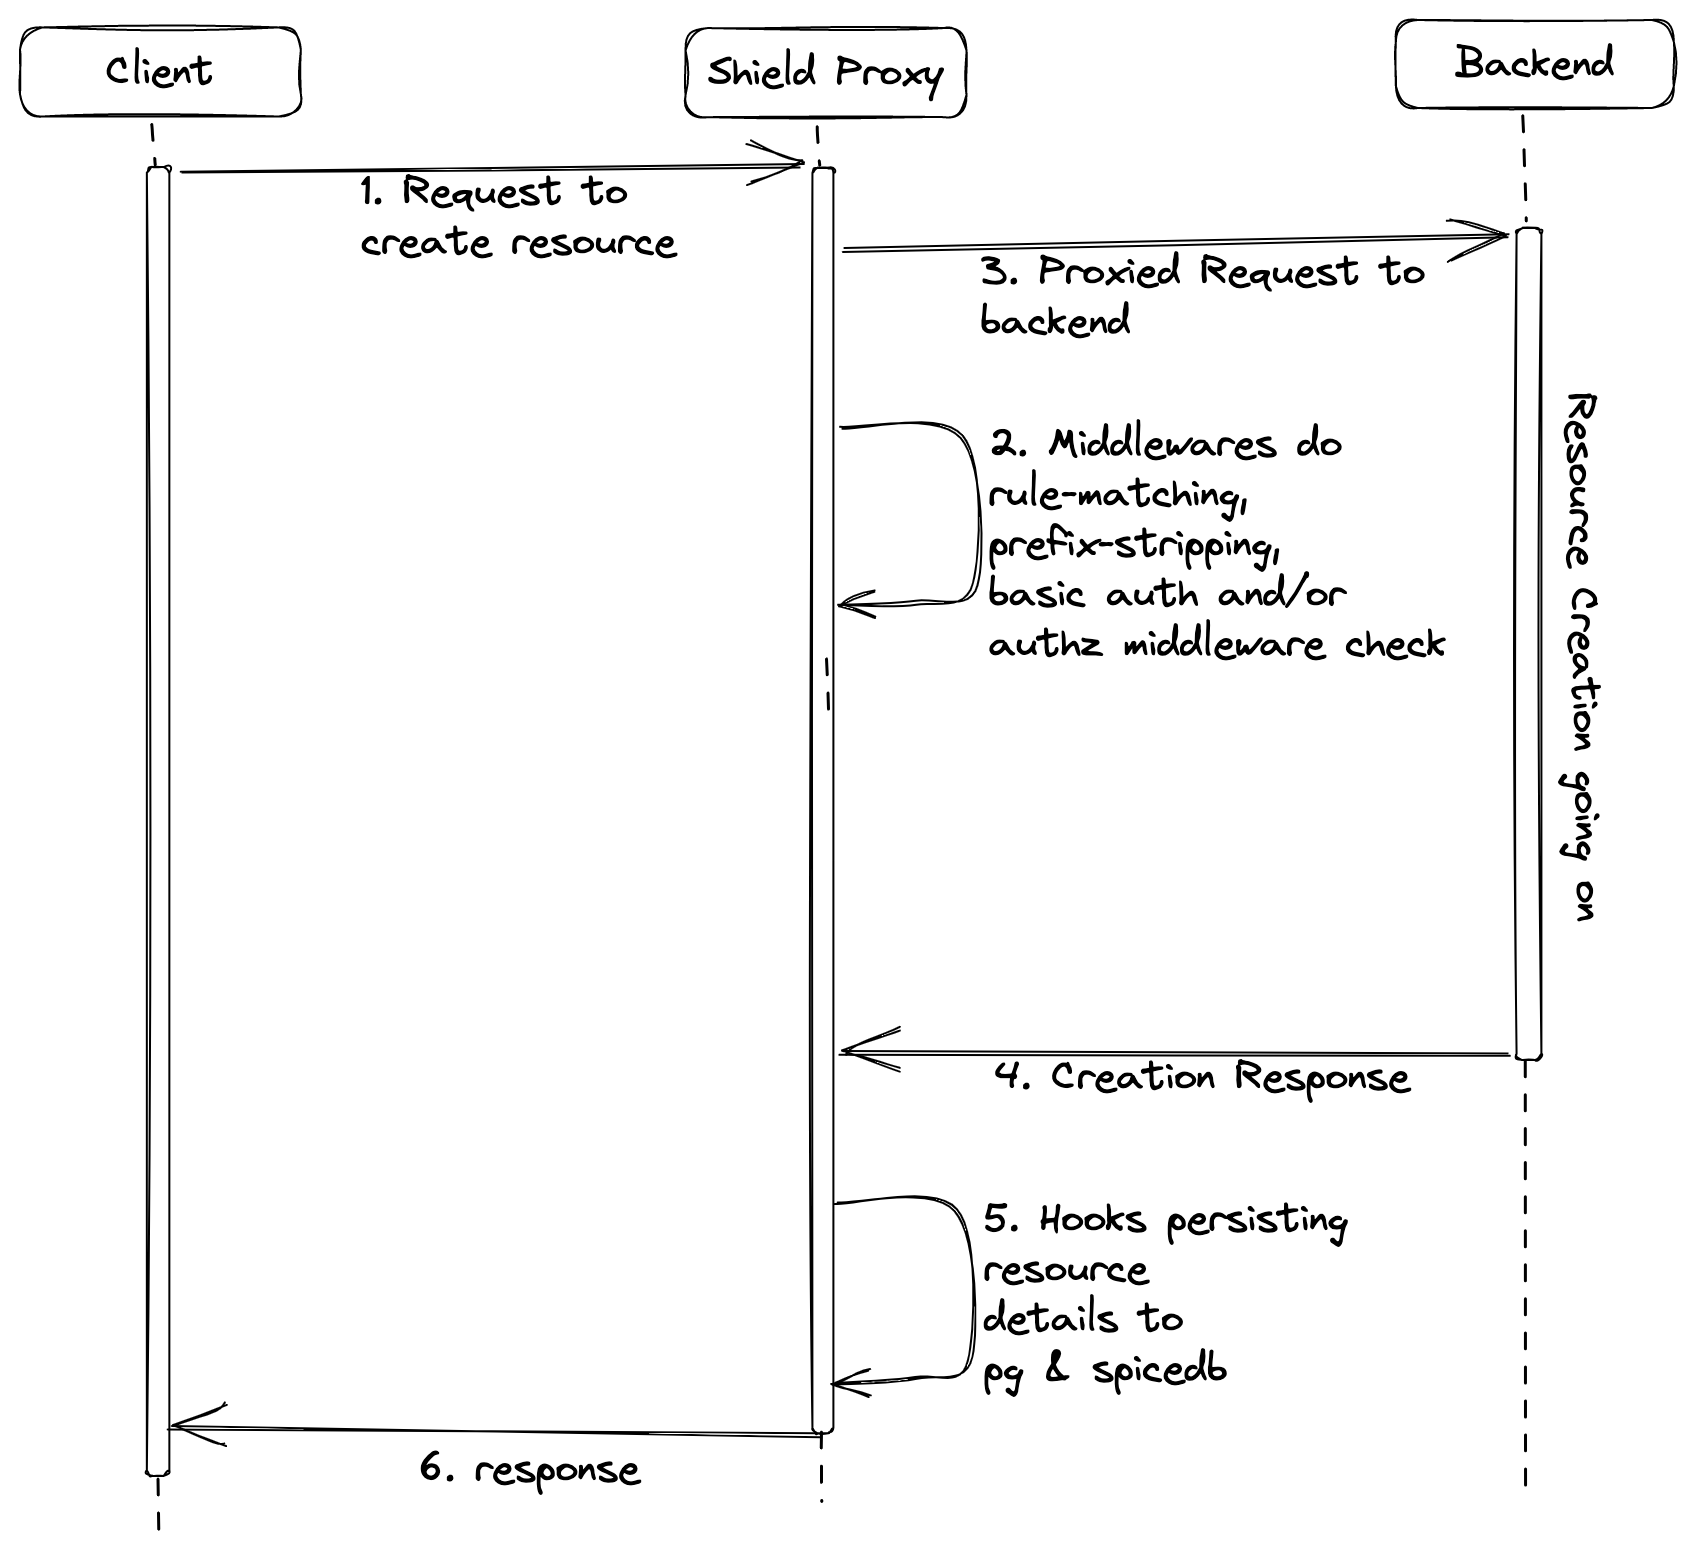 Client
Shield Proxy
Backend
1. Request to
create resource
3. Proxied Request to
backend
2. Middlewares do
rule-matching,
prefix-stripping,
basic auth and/or
authz middleware check
Resource Creation going on
4. Creation Response
5. Hooks persisting
resource
details to
pg & spicedb
6. response